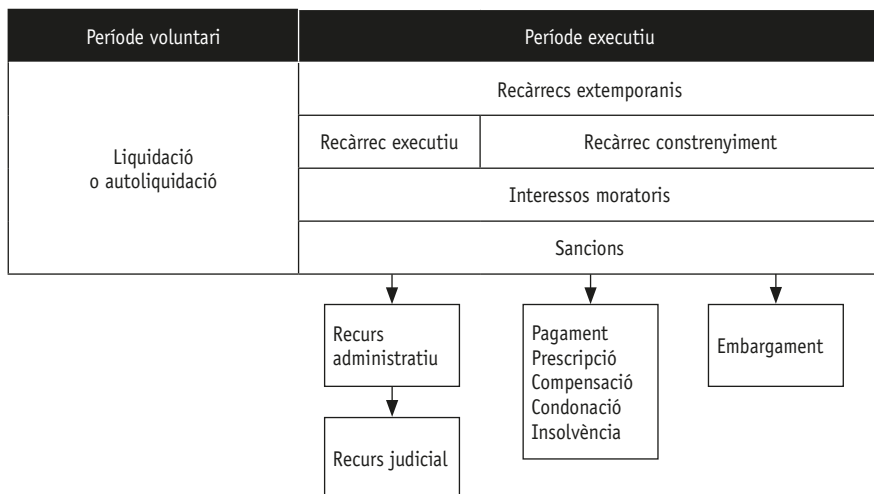 Període voluntari
Període executiu
Liquidació
o autoliquidació
Recàrrecs extemporanis
Recàrrec executiu
Recàrrec constrenyiment
Interessos moratoris
Sancions
Recurs
administratiu
Recurs judicial
Pagament
Prescripció
Compensació
Condonació
Insolvència
Embargament